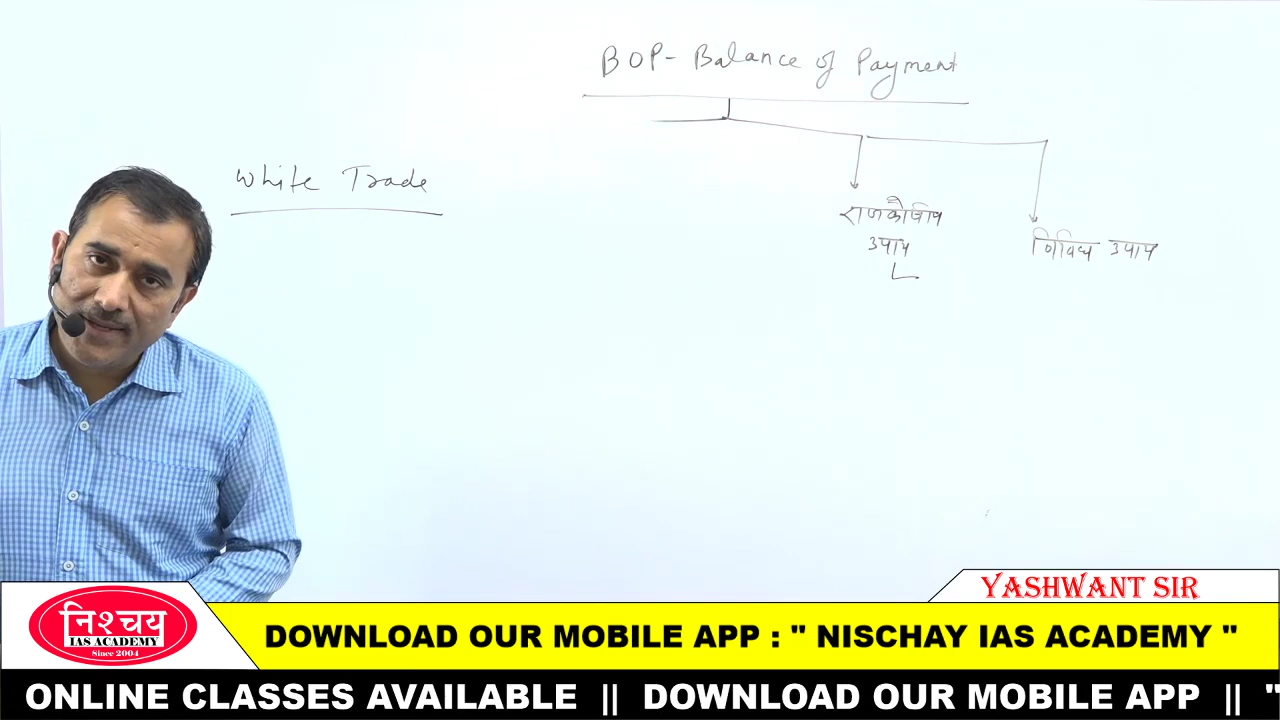 BOP- Balance of Payment
White Trade
राजकोषीय
उपाय
विविध उपाय
YASHWANT SIR
निश्चय
IAS ACADEMY
Since 2004
DOWNLOAD OUR MOBILE APP : " NISCHAY IAS ACADEMY "
ONLINE CLASSES AVAILABLE || DOWNLOAD OUR MOBILE APP || "